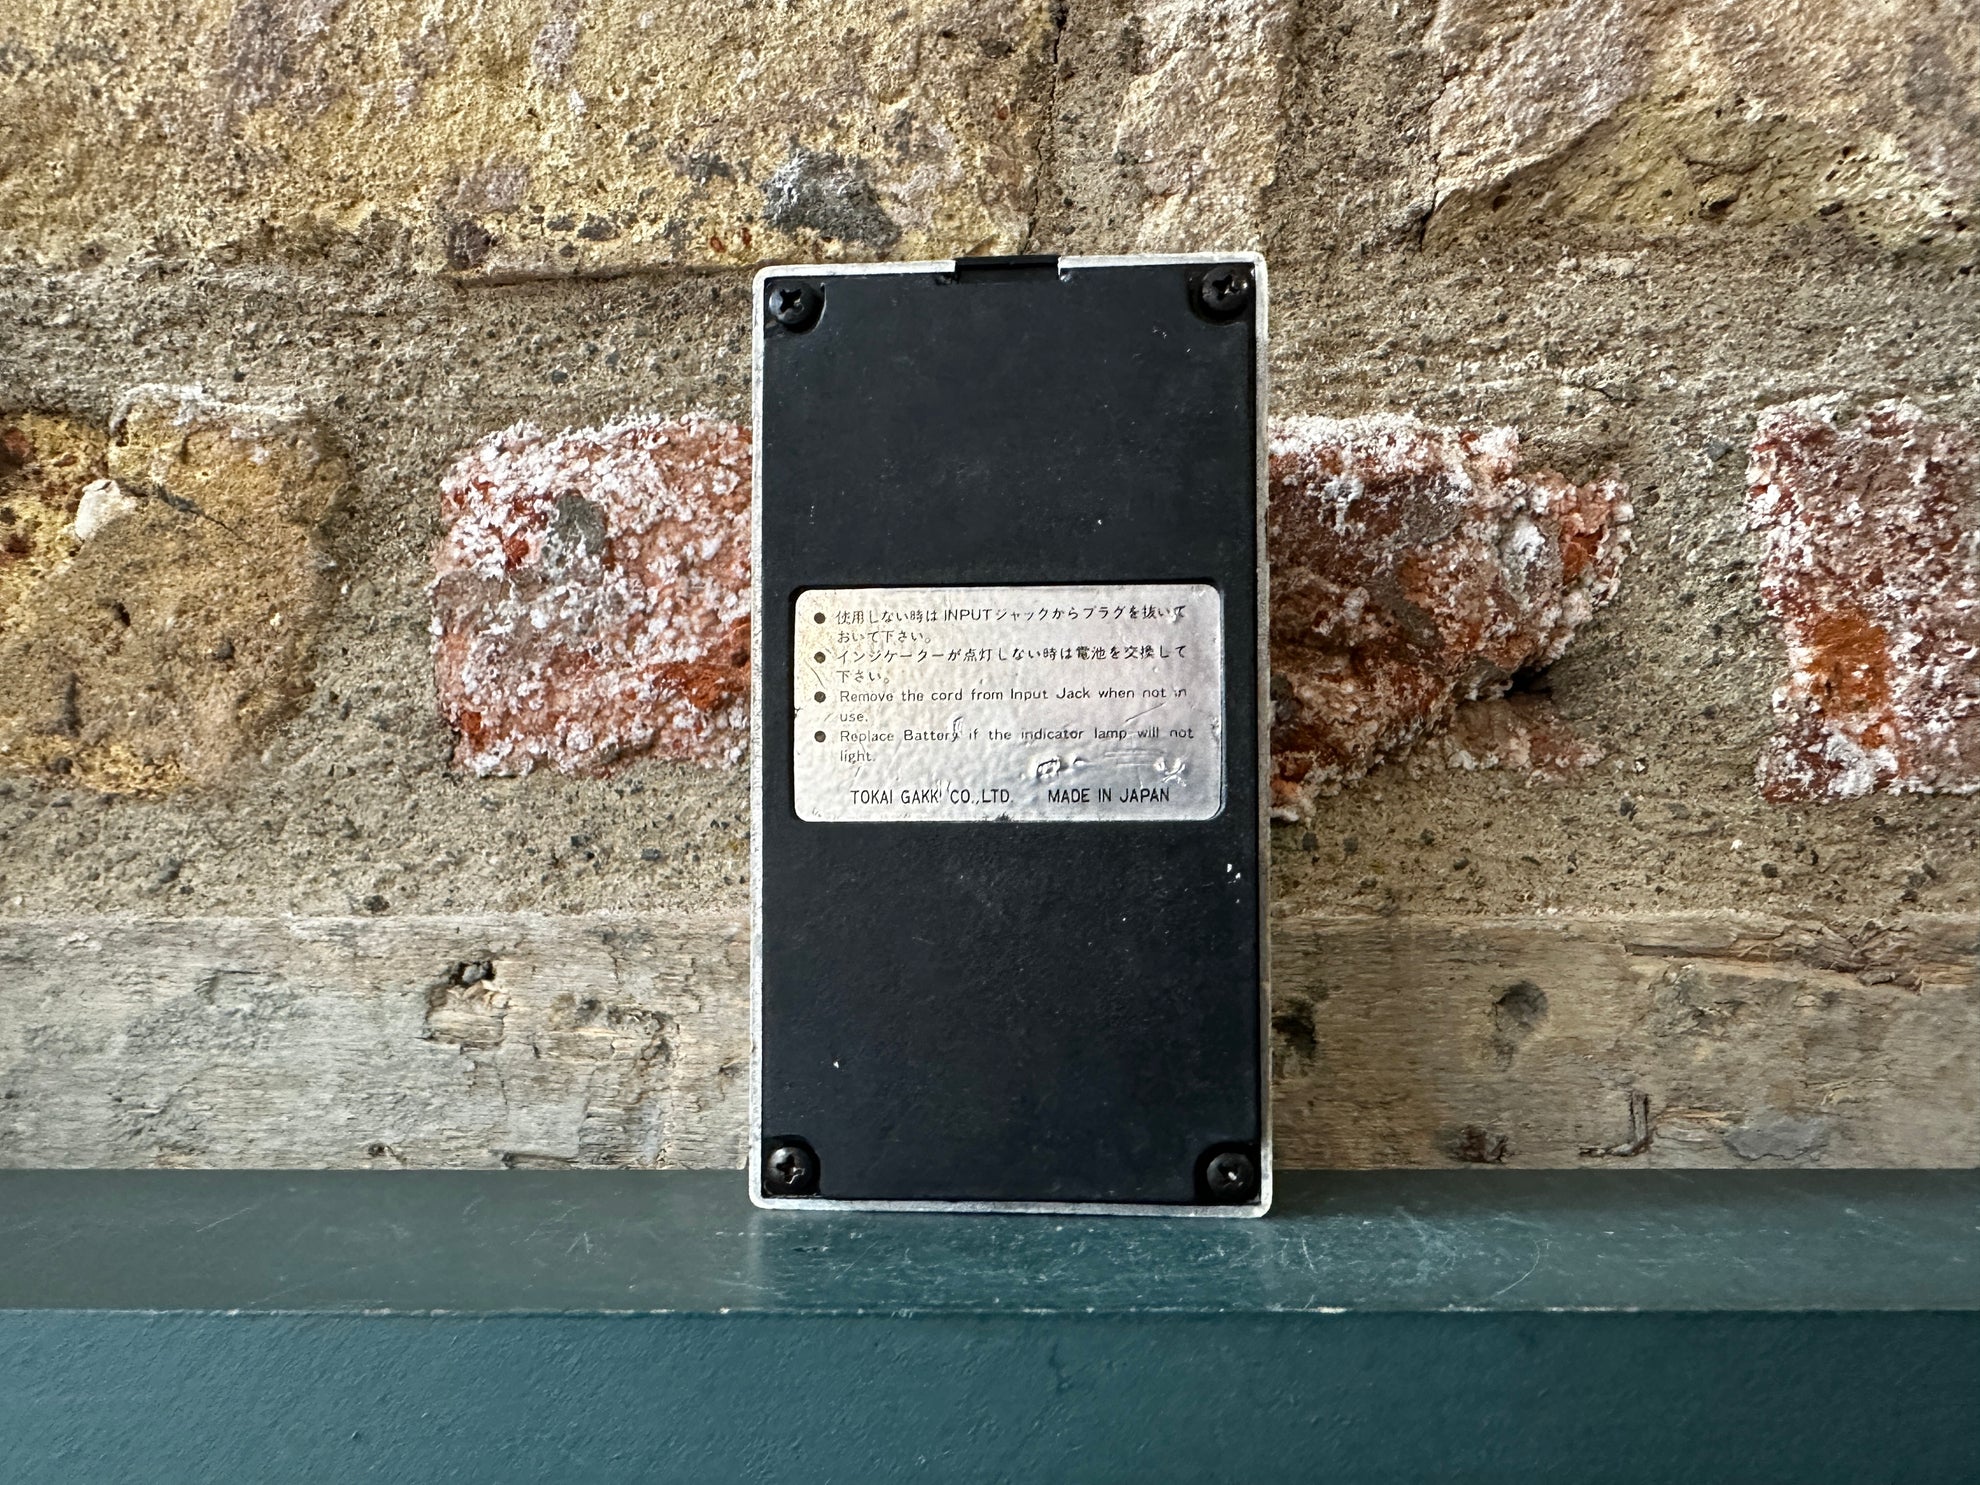 ● 使用しない時は INPUTジャックからプラグを抜いて
おいて下さい。
● インジケーターが点灯しない時は電池を交換して
下さい。
● Remove the cord from Input Jack when not in
use.
● Replace Battery if the indicator lamp will not
light.
TOKAI GAKKI CO.,LTD. MADE IN JAPAN